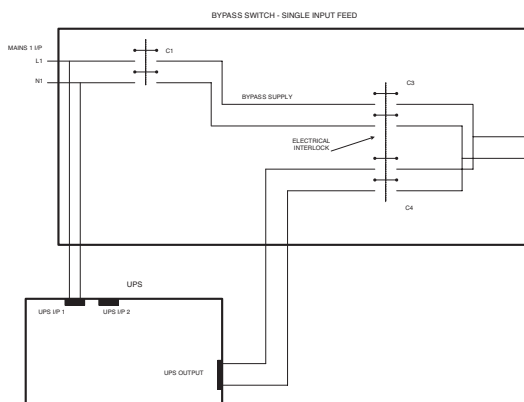 BYPASS SWITCH - SINGLE INPUT FEED
MAINS 1 I/P
L1
N1
C1
C3
BYPASS SUPPLY
ELECTRICAL
INTERLOCK
C4
UPS
UPS I/P 1
UPS I/P 2
UPS OUTPUT